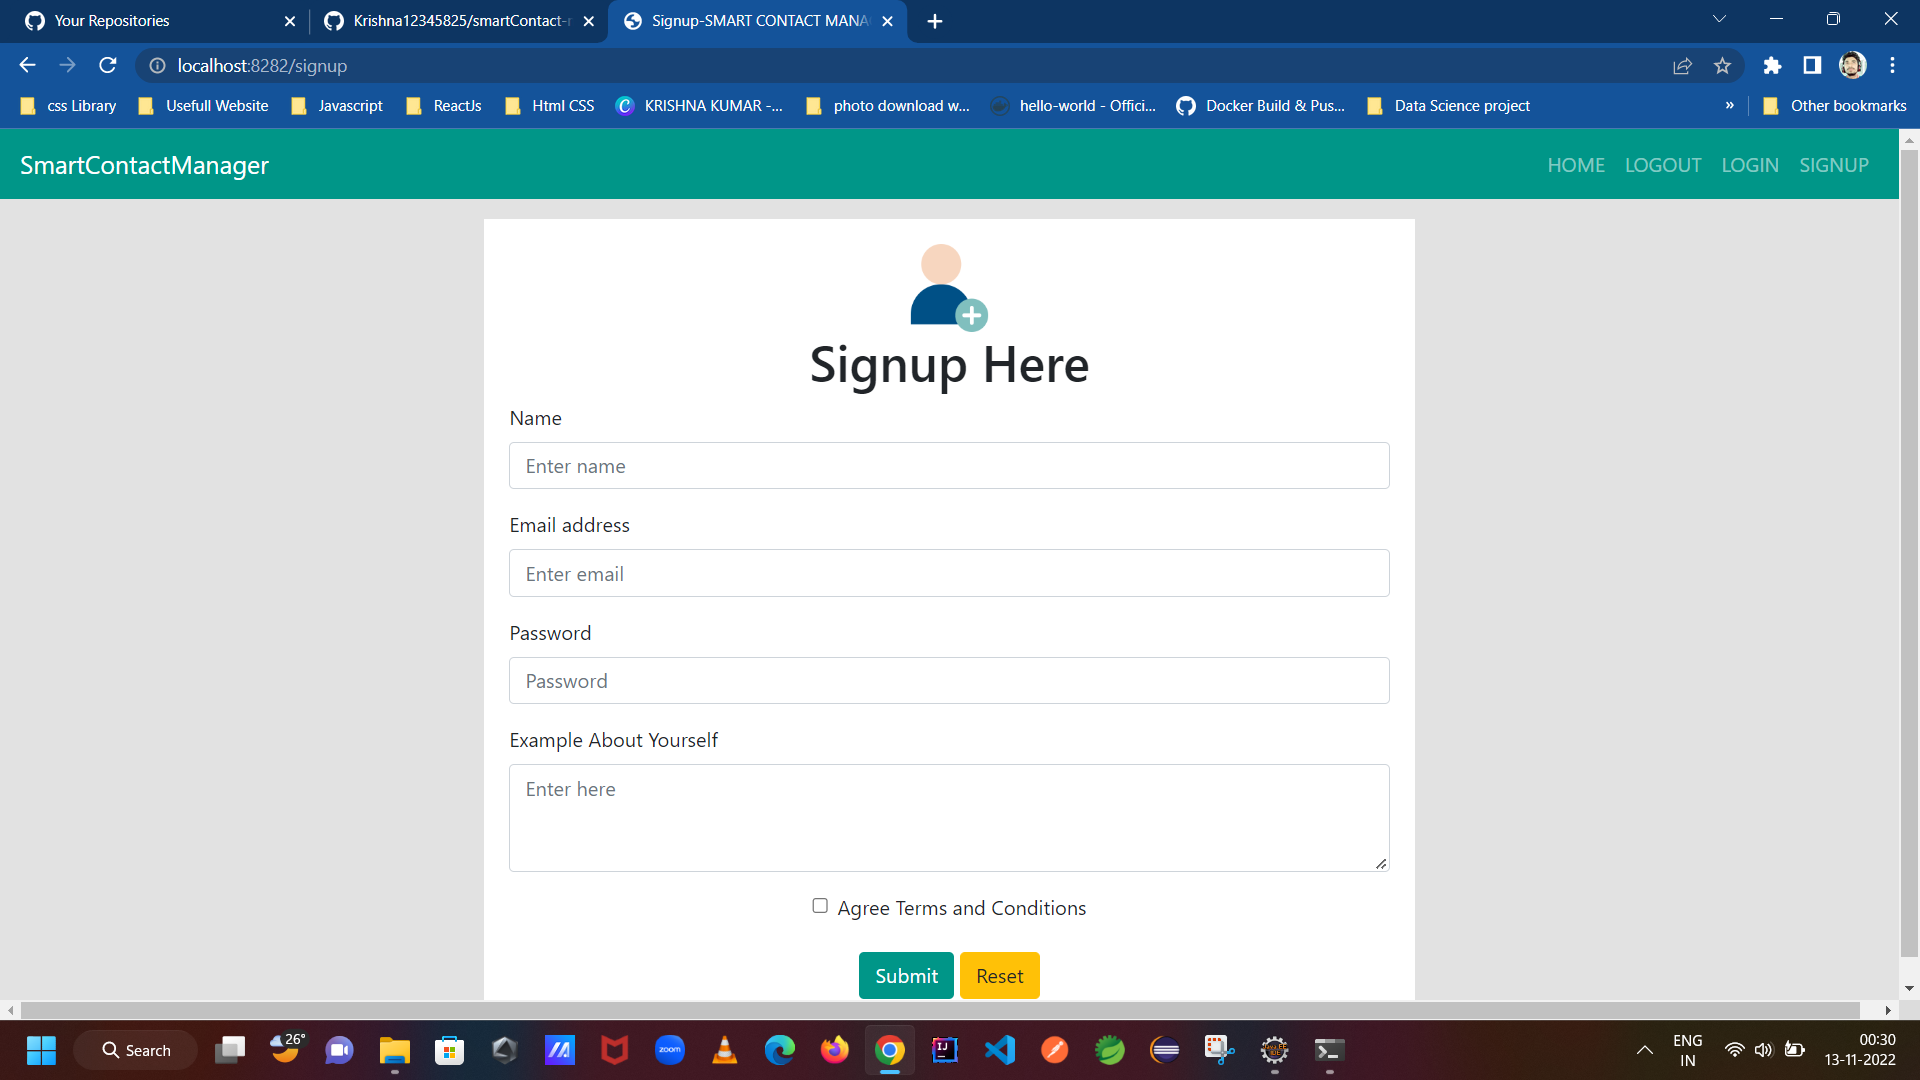 Your Repositories
Krishna12345825/smartContact-r
Signup-SMART CONTACT MANA
localhost:8282/signup
css Library
Usefull Website
Javascript
ReactJs
Html CSS
KRISHNA KUMAR -...
photo download w...
hello-world - Offici...
Docker Build & Pus...
Data Science project
»
Other bookmarks
SmartContactManager
HOME
LOGOUT
LOGIN
SIGNUP
Signup Here
Name
Enter name
Email address
Enter email
Password
Password
Example About Yourself
Enter here
Agree Terms and Conditions
Submit
Reset
Search
26°
zoom
ENG
IN
00:30
13-11-2022